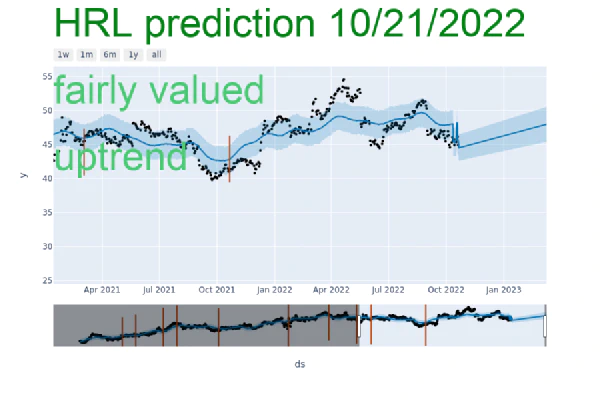 HRL prediction 10/21/2022
1w 1m 6m 1y all
fairly valued
uptrend
55
50
45
40
35
30
25
y
Apr 2021 Jul 2021 Oct 2021 Jan 2022 Apr 2022 Jul 2022 Oct 2022 Jan 2023
ds